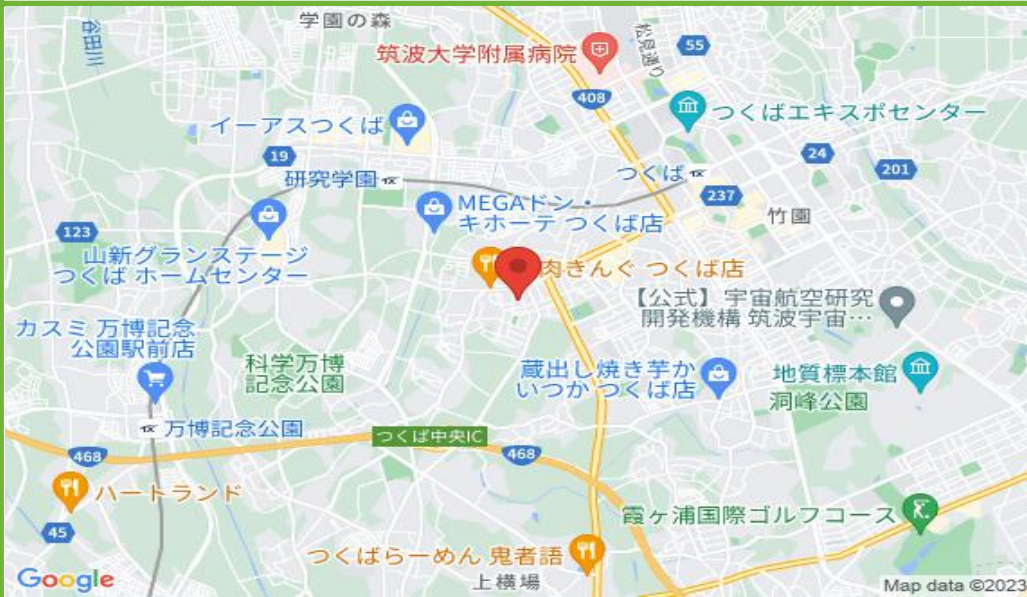 学園の森
谷田川
筑波大学附属病院
松見通り
55
408
つくばエキスポセンター
イーアスつくば
19
24
研究学園
つくば
201
237
MEGAドン・
キホーテ つくば店
竹園
123
山新グランステージ
つくば ホームセンター
肉きんぐ つくば店
【公式】宇宙航空研究
開発機構 筑波宇宙…
カスミ 万博記念
公園駅前店
科学万博
記念公園
蔵出し焼き芋か
いつか つくば店
地質標本館
洞峰公園
万博記念公園
つくば中央IC
468
468
ハートランド
45
霞ヶ浦国際ゴルフコース
つくばらーめん 鬼者語
上横場
Google
Map data ©2023